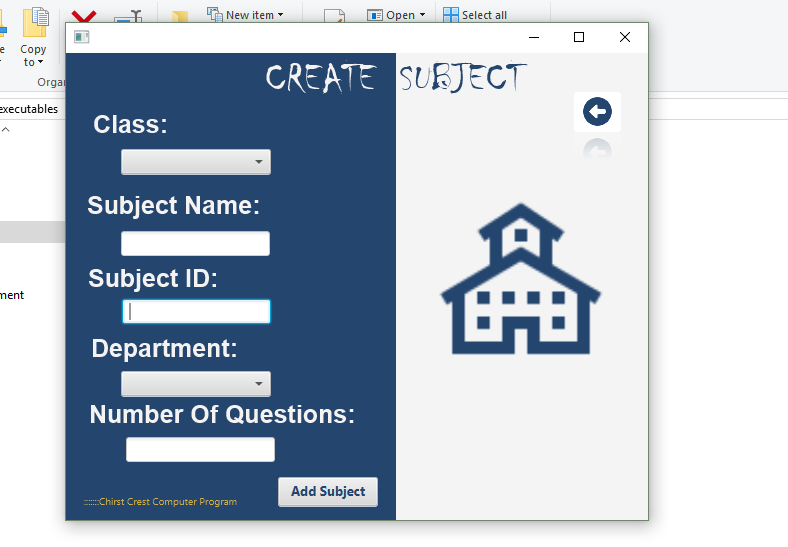 New item
Open
Select all
Copy
to
Orga
executables
CREATE SUBJECT
Class:
Subject Name:
Subject ID:
ment
Department:
Number Of Questions:
Add Subject
:::::::Chirst Crest Computer Program